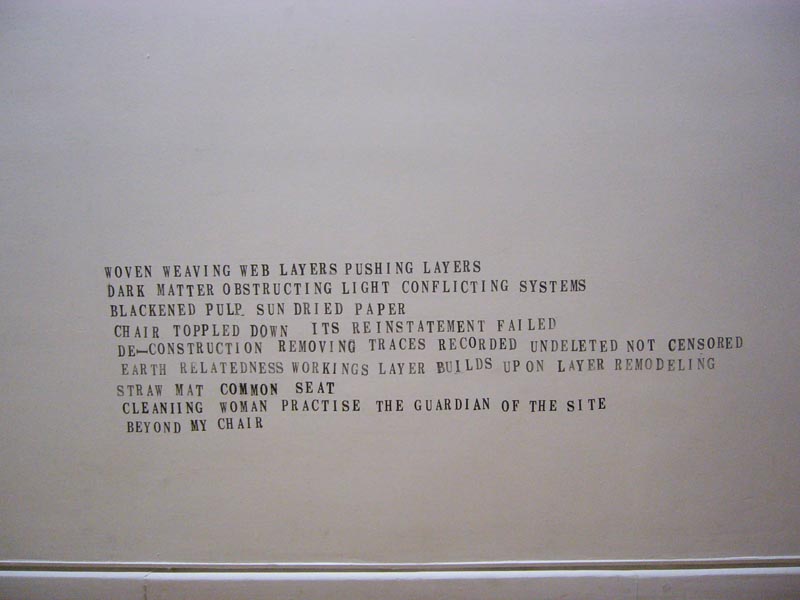 WOVEN WEAVING WEB LAYERS PUSHING LAYERS
DARK MATTER OBSTRUCTING LIGHT CONFLICTING SYSTEMS
BLACKENED PULP SUN DRIED PAPER
CHAIR TOPPLED DOWN ITS REINSTATEMENT FAILED
DE-CONSTRUCTION REMOVING TRACES RECORDED UNDELETED NOT CENSORED
EARTH RELATEDNESS WORKINGS LAYER BUILDS UPON LAYER REMODELING
STRAW MAT COMMON SEAT
CLEANIING WOMAN PRACTISE THE GUARDIAN OF THE SITE
BEYOND MY CHAIR